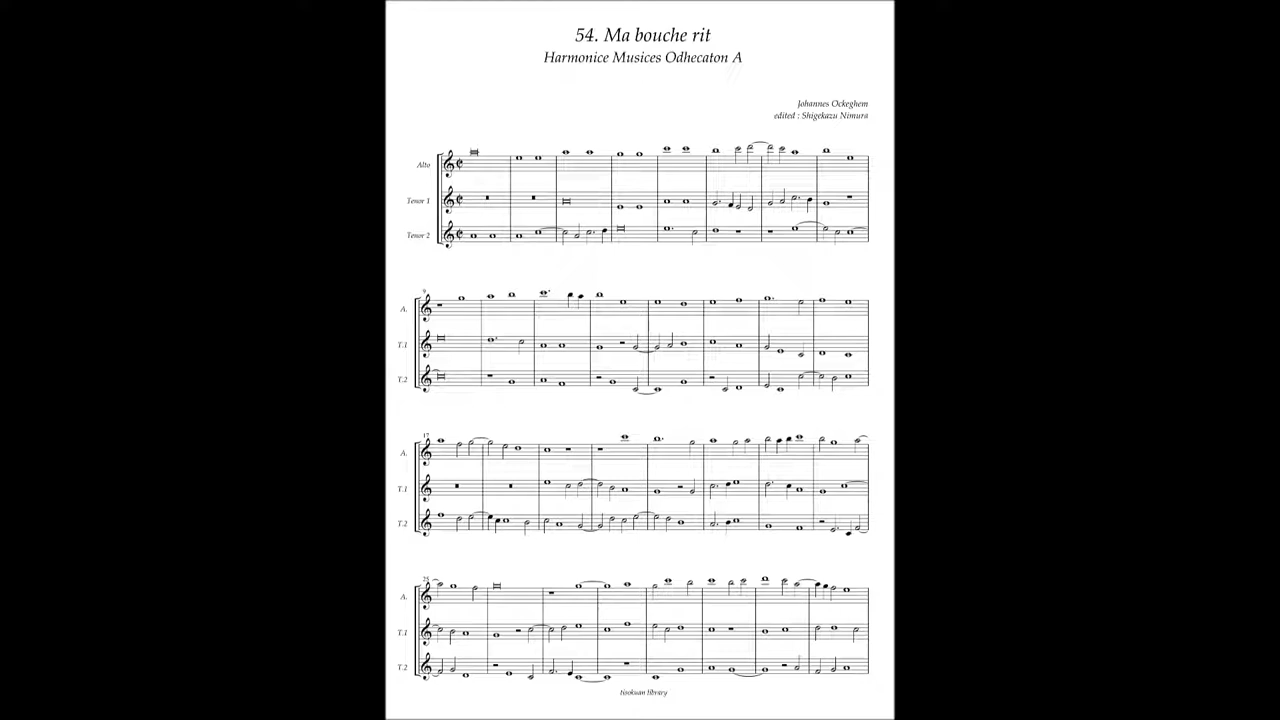 54. Ma bouche rit
Harmonice Musices Odhecaton A
Johannes Ockeghem
edited : Shigekazu Nimura
Alto
Tenor 1
Tenor 2
9
A.
T.1
T.2
17
A.
T.1
T.2
25
A.
T.1
T.2
tisokuan library